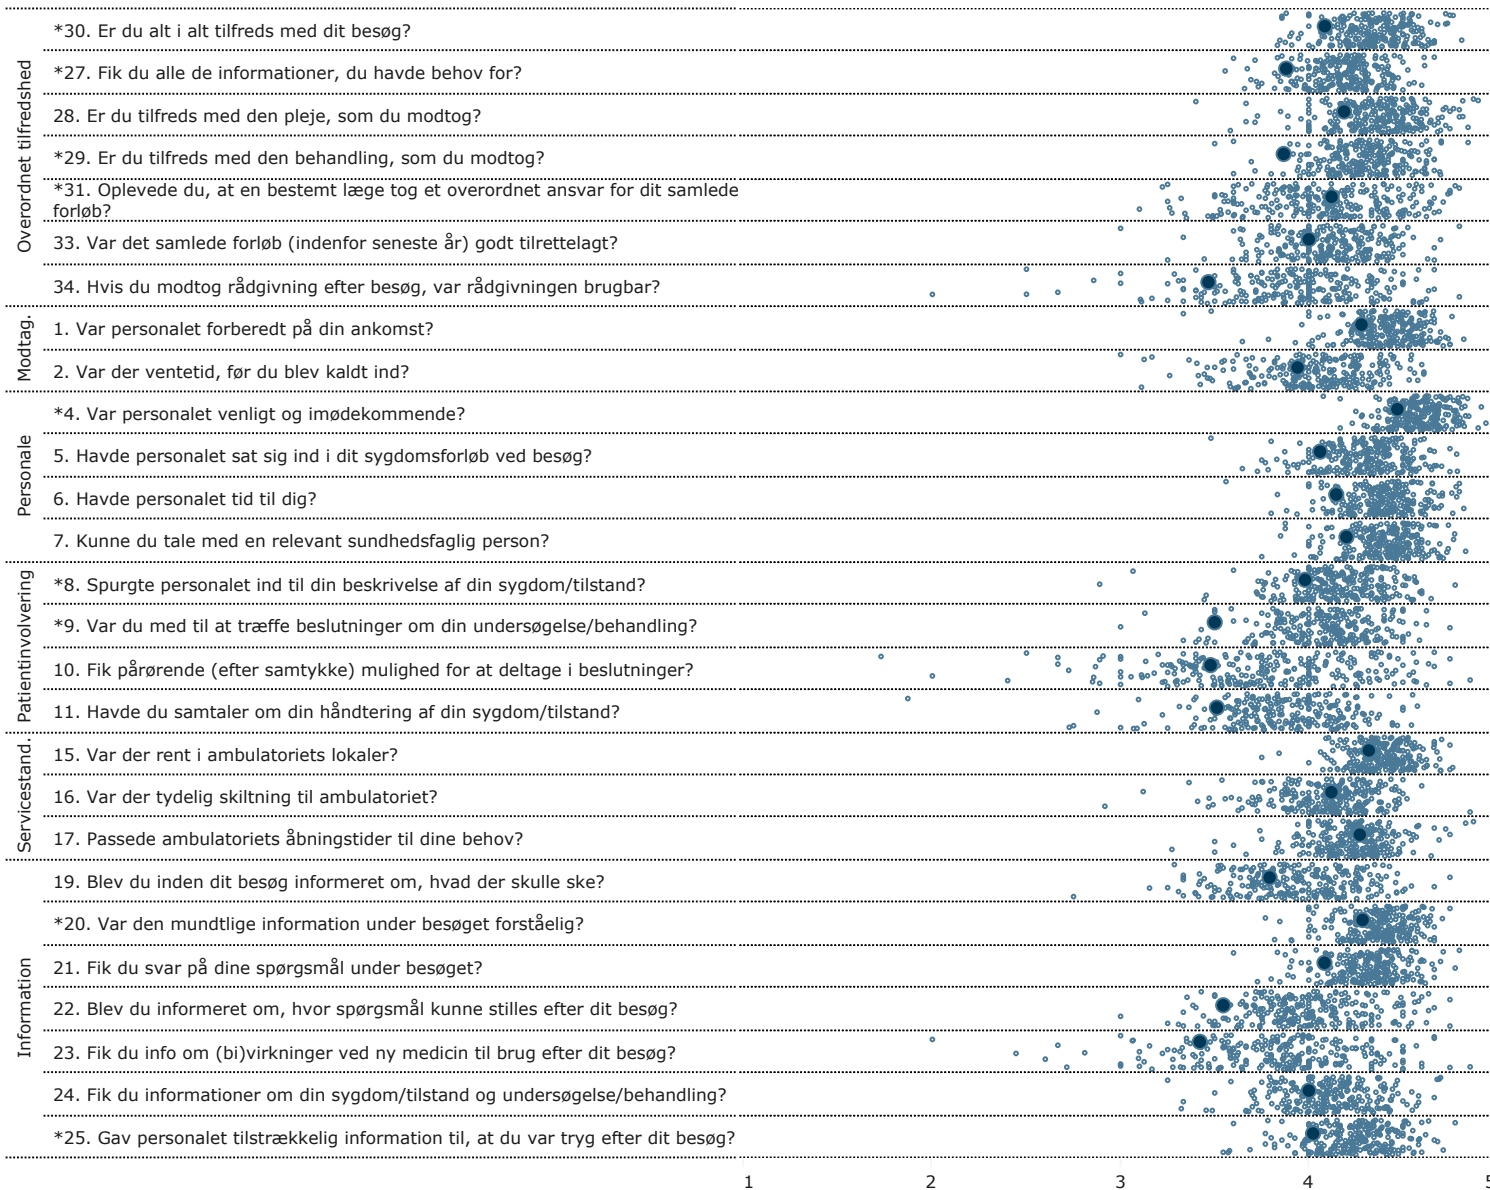 Overordnet tilfredshed
*30. Er du alt i alt tilfreds med dit besøg?
*27. Fik du alle de informationer, du havde behov for?
28. Er du tilfreds med den pleje, som du modtog?
*29. Er du tilfreds med den behandling, som du modtog?
*31. Oplevede du, at en bestemt læge tog et overordnet ansvar for dit samlede
forløb?
33. Var det samlede forløb (indenfor seneste år) godt tilrettelagt?
34. Hvis du modtog rådgivning efter besøg, var rådgivningen brugbar?
Modtag.
1. Var personalet forberedt på din ankomst?
2. Var der ventetid, før du blev kaldt ind?
Personale
*4. Var personalet venligt og imødekommende?
5. Havde personalet sat sig ind i dit sygdomsforløb ved besøg?
6. Havde personalet tid til dig?
7. Kunne du tale med en relevant sundhedsfaglig person?
Patientinvolvering
*8. Spurgte personalet ind til din beskrivelse af din sygdom/tilstand?
*9. Var du med til at træffe beslutninger om din undersøgelse/behandling?
10. Fik pårørende (efter samtykke) mulighed for at deltage i beslutninger?
11. Havde du samtaler om din håndtering af din sygdom/tilstand?
Servicestand.
15. Var der rent i ambulatoriets lokaler?
16. Var der tydelig skiltning til ambulatoriet?
17. Passede ambulatoriets åbningstider til dine behov?
Information
19. Blev du inden dit besøg informeret om, hvad der skulle ske?
*20. Var den mundtlige information under besøget forståelig?
21. Fik du svar på dine spørgsmål under besøget?
22. Blev du informeret om, hvor spørgsmål kunne stilles efter dit besøg?
23. Fik du info om (bi)virkninger ved ny medicin til brug efter dit besøg?
24. Fik du informationer om din sygdom/tilstand og undersøgelse/behandling?
*25. Gav personalet tilstrækkelig information til, at du var tryg efter dit besøg?
1 2 3 4 5